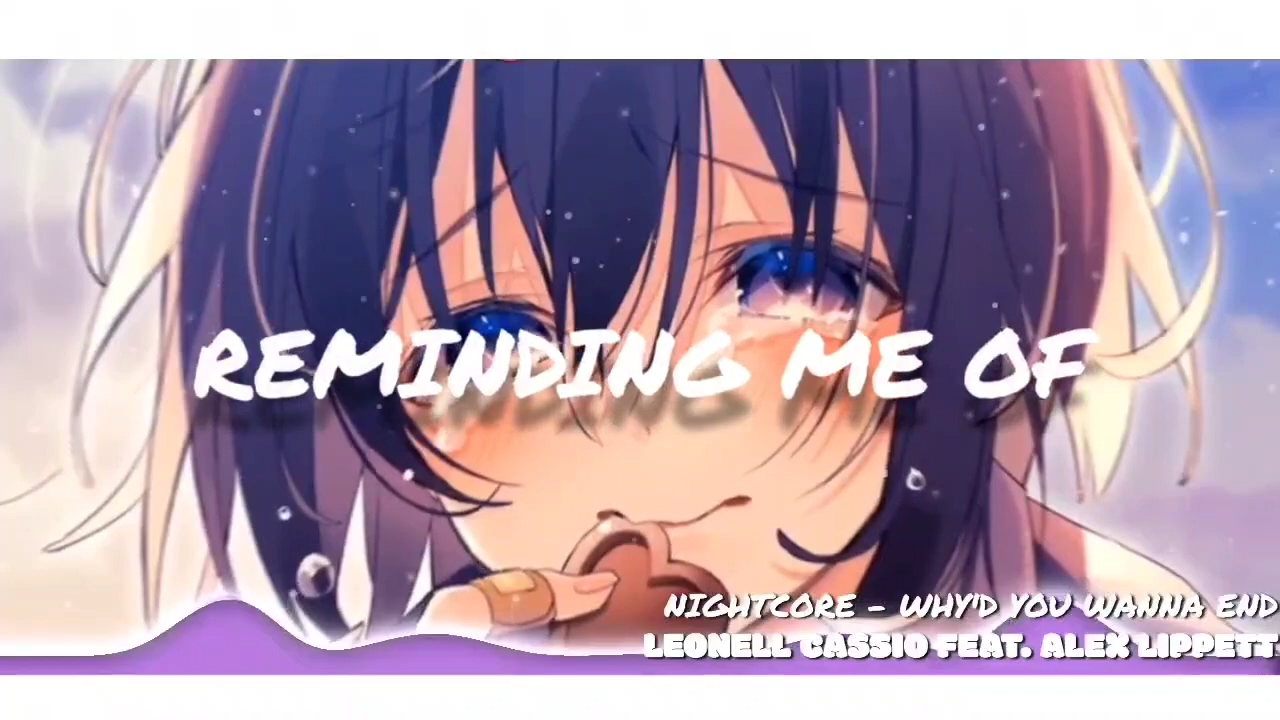 REMINDING ME OF
NIGHTCORE - WHY'D YOU WANNA END
LEONELL CASSIO FEAT. ALEX LIPPETT